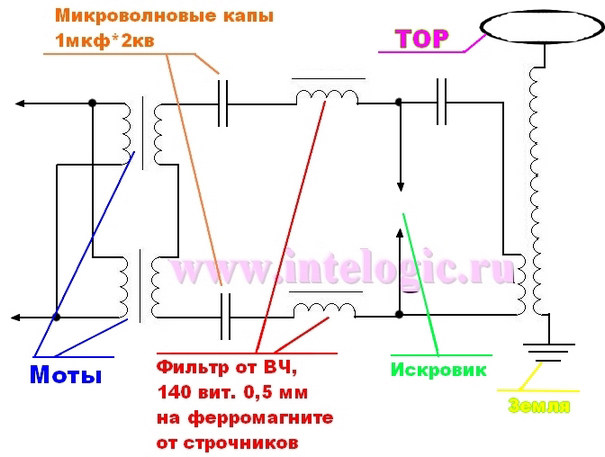 Микроволновые капы
1мкф*2кв
ТОР
www.intelogic.ru
Моты
Фильтр от ВЧ,
140 вит. 0,5 мм
на ферромагните
от строчников
Искровик
Земля